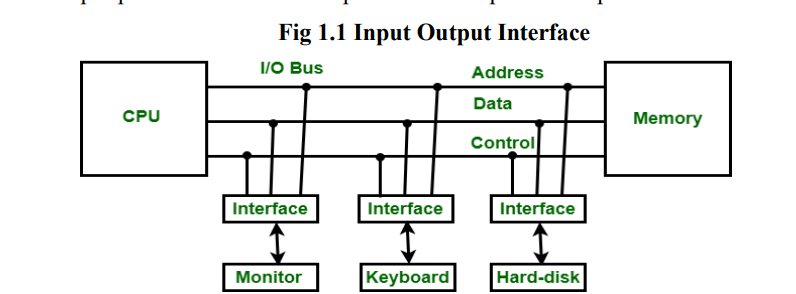 Fig 1.1 Input Output Interface
I/O Bus
Address
CPU
Data
Memory
Control
Interface
Interface
Interface
Monitor
Keyboard
Hard-disk